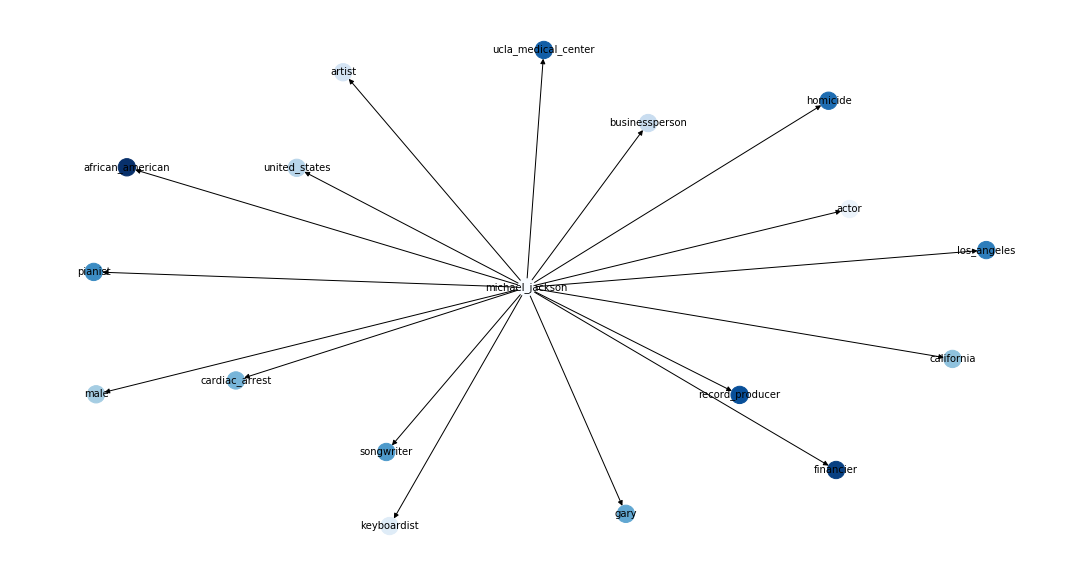 ucla_medical_center
artist
homicide
businessperson
african_american
united_states
actor
los_angeles
pianist
michael_jackson
california
cardiac_arrest
male
record_producer
songwriter
financier
gary
keyboardist